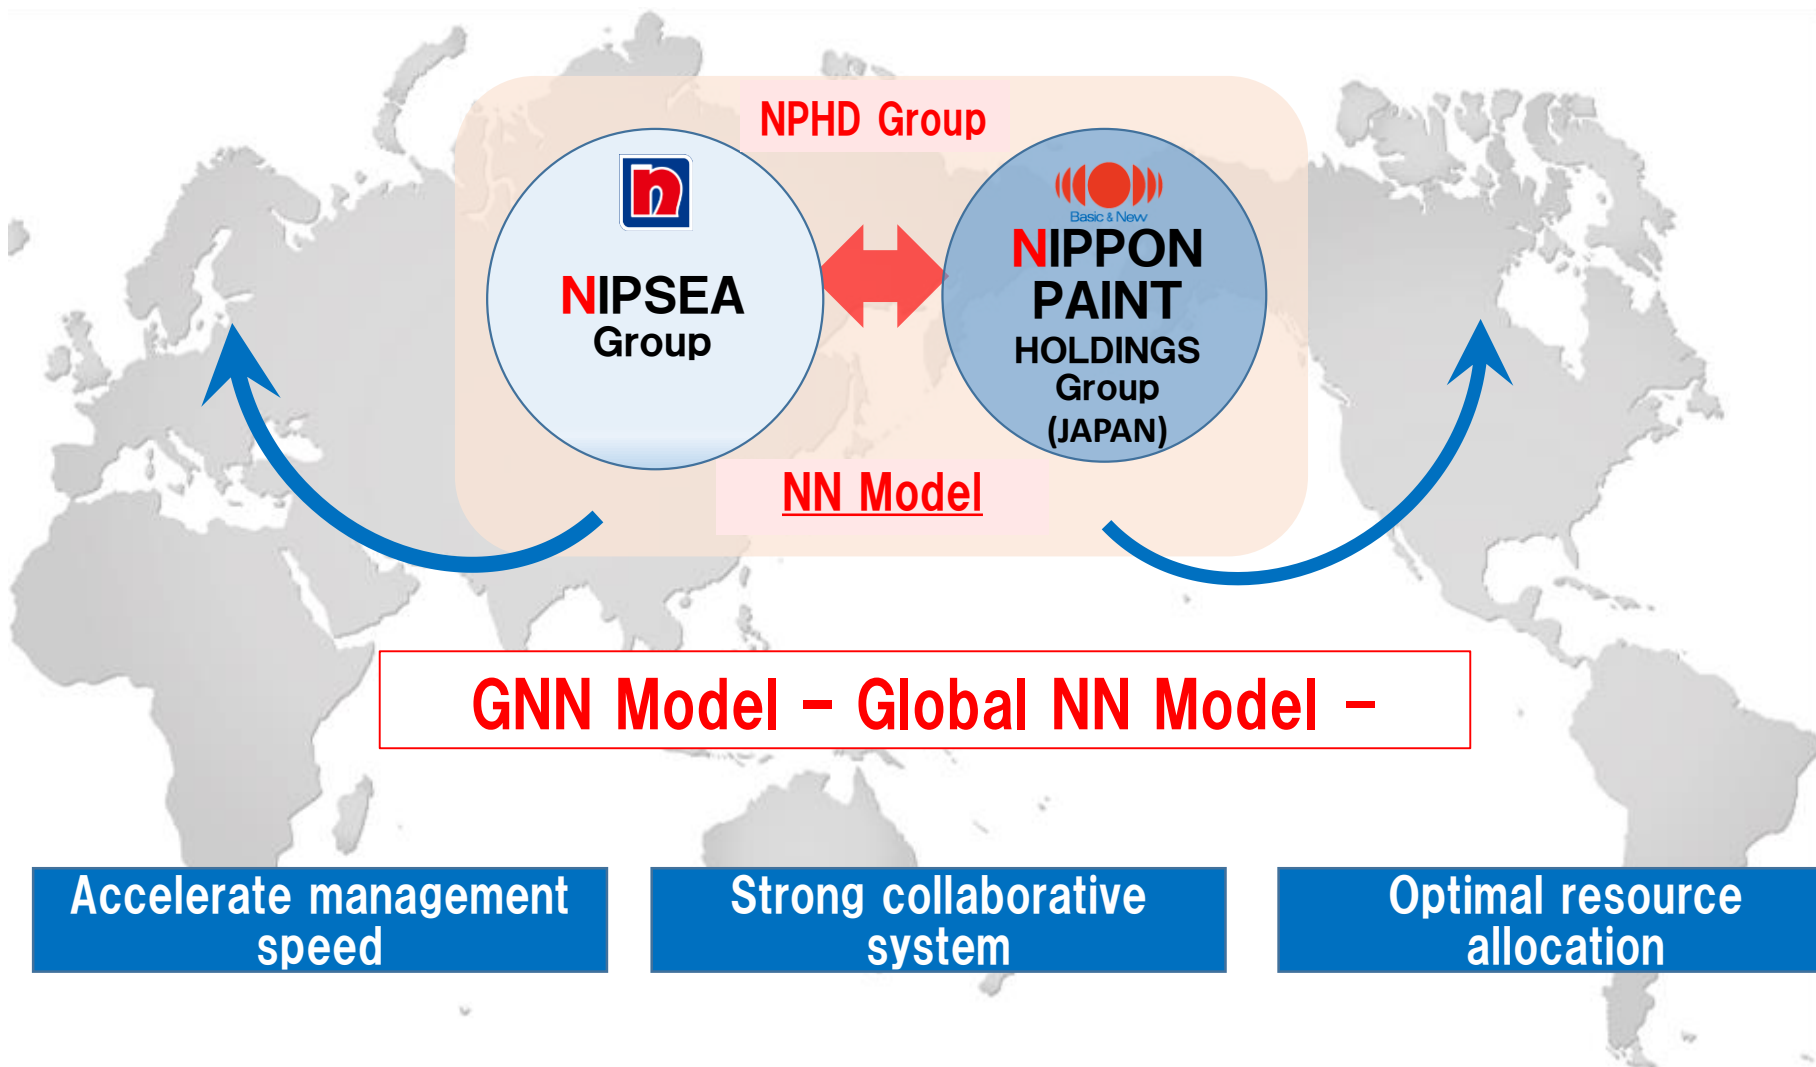 NPHD Group
n
NIPSEA
Group
Basic & New
NIPPON
PAINT
HOLDINGS
Group
(JAPAN)
NN Model
GNN Model - Global NN Model -
Accelerate management
speed
Strong collaborative
system
Optimal resource
allocation